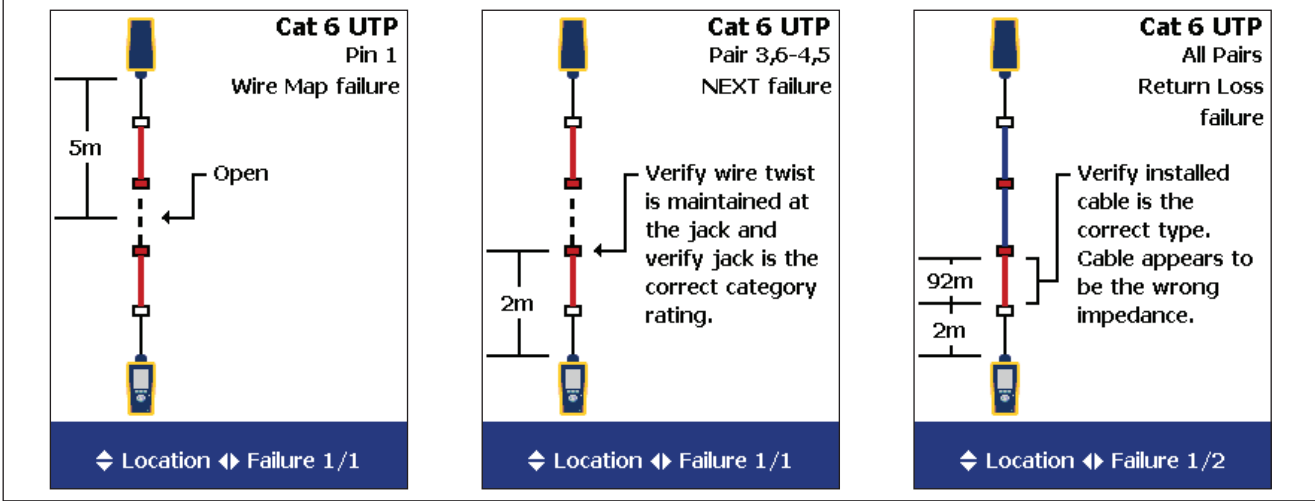 Cat 6 UTP
Pin 1
Wire Map failure
5m
Open
Location Failure 1/1
Cat 6 UTP
Pair 3,6-4,5
NEXT failure
Verify wire twist
is maintained at
the jack and
verify jack is the
correct category
rating.
2m
Location Failure 1/1
Cat 6 UTP
All Pairs
Return Loss
failure
Verify installed
cable is the
correct type.
Cable appears to
be the wrong
impedance.
92m
2m
Location Failure 1/2